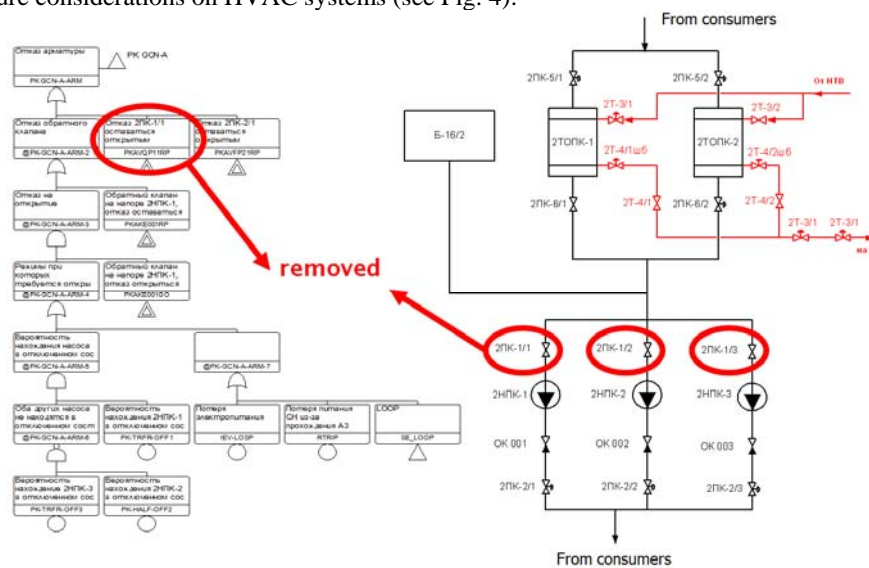 ure considerations on HVAC systems (see Fig. 4).
Отказ арматуры
PK-GCN-A-ARM
PK GCN-A
Отказ обратного
клапана
@PK-GCN-A-ARM-2
Отказ 2ПК-1/1
оставаться
открытым
PKAVGP11RP
Отказ 2ПК-2/1
оставаться
открытым
PKAVFP21RP
Отказ на
открытие
@PK-GCN-A-ARM-3
Обратный клапан
на напоре 2НПК-1,
отказ оставаться
PKAKE001RP
Режимы при
которых
требуется откры
@PK-GCN-A-ARM-4
Обратный клапан
на напоре 2НПК-1,
отказ открыться
PKAKE001GO
Вероятность
нахождения насоса
в отключенном сос
@PK-GCN-A-ARM-5
@PK-GCN-A-ARM-7
Оба других насоса
не находятся в
отключенном сост
@PK-GCN-A-ARM-6
Вероятность
нахождения 2НПК-1
в отключенном сос
PK-TRFR-OFF1
Потеря
электропитания
IEV-LOSP
Потеря питания
СН из-за
прохождения АЗ
RTRIP
LOOP
SE_LOOP
Вероятность
нахождение 2НПК-3
в отключенном сос
PK-TRFR-OFF3
Вероятность
нахождений 2НПК-2
в отключенном сос
PK-HALF-OFF2
removed
From consumers
2ПК-5/1
2ПК-5/2
От НТВ
2Т-3/1
2Т-3/2
Б-16/2
2ТОПК-1
2ТОПК-2
2Т-4/1шб
2Т-4/2шб
2ПК-6/1
2Т-4/1
2ПК-6/2
2Т-4/2
2Т-3/1
2Т-3/1
на
2ПК-1/1
2ПК-1/2
2ПК-1/3
2НПК-1
2НПК-2
2НПК-3
ОК 001
ОК 002
ОК 003
2ПК-2/1
2ПК-2/2
2ПК-2/3
From consumers